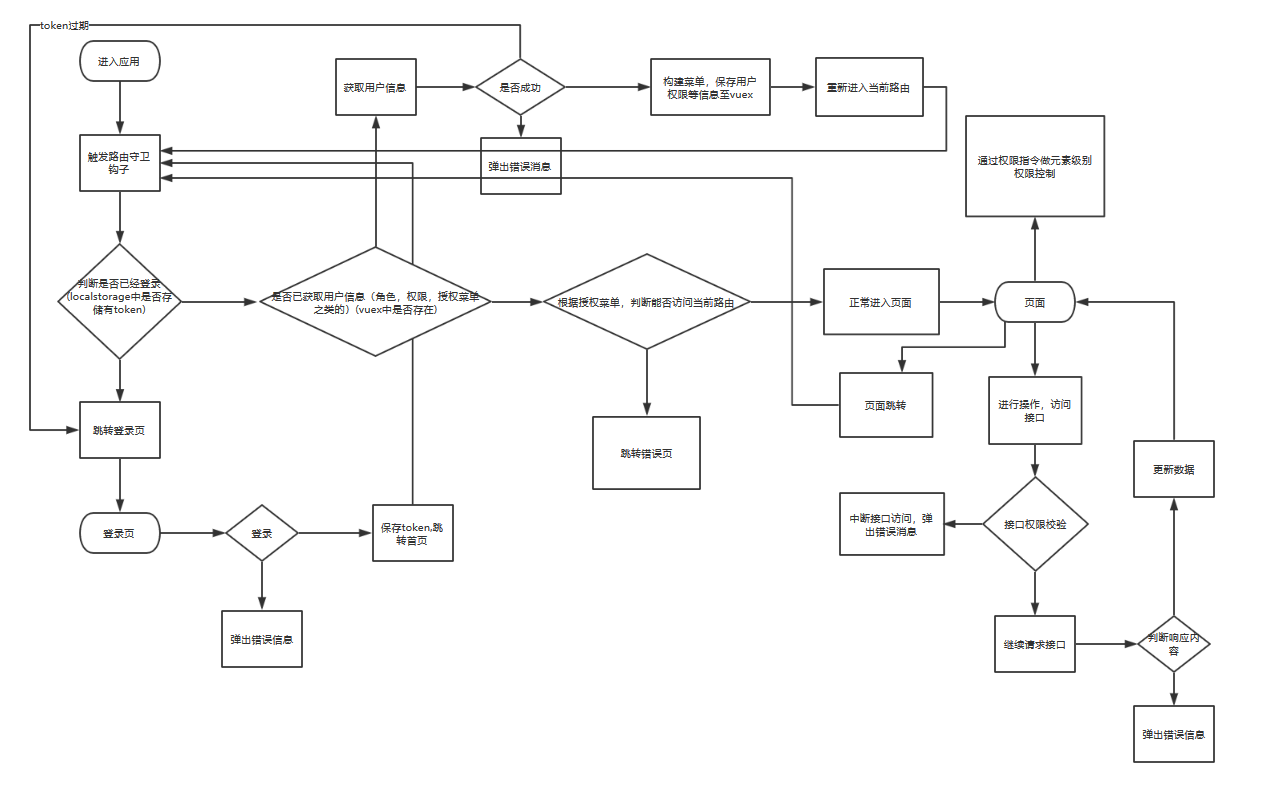 token过期
进入应用
获取用户信息
是否成功
构建菜单，保存用户
权限等信息至vuex
重新进入当前路由
触发路由守卫
钩子
弹出错误消息
通过权限指令做元素级别
权限控制
判断是否已经登录
(localstorage中是否存
储有token)
是否已获取用户信息（角色，权限，授权菜单
之类的）(vuex中是否存在)
根据授权菜单，判断能否访问当前路由
正常进入页面
页面
跳转登录页
跳转错误页
页面跳转
进行操作，访问
接口
更新数据
登录页
登录
保存token,跳
转首页
中断接口访问，弹
出错误消息
接口权限校验
弹出错误信息
继续请求接口
判断响应内
容
弹出错误信息